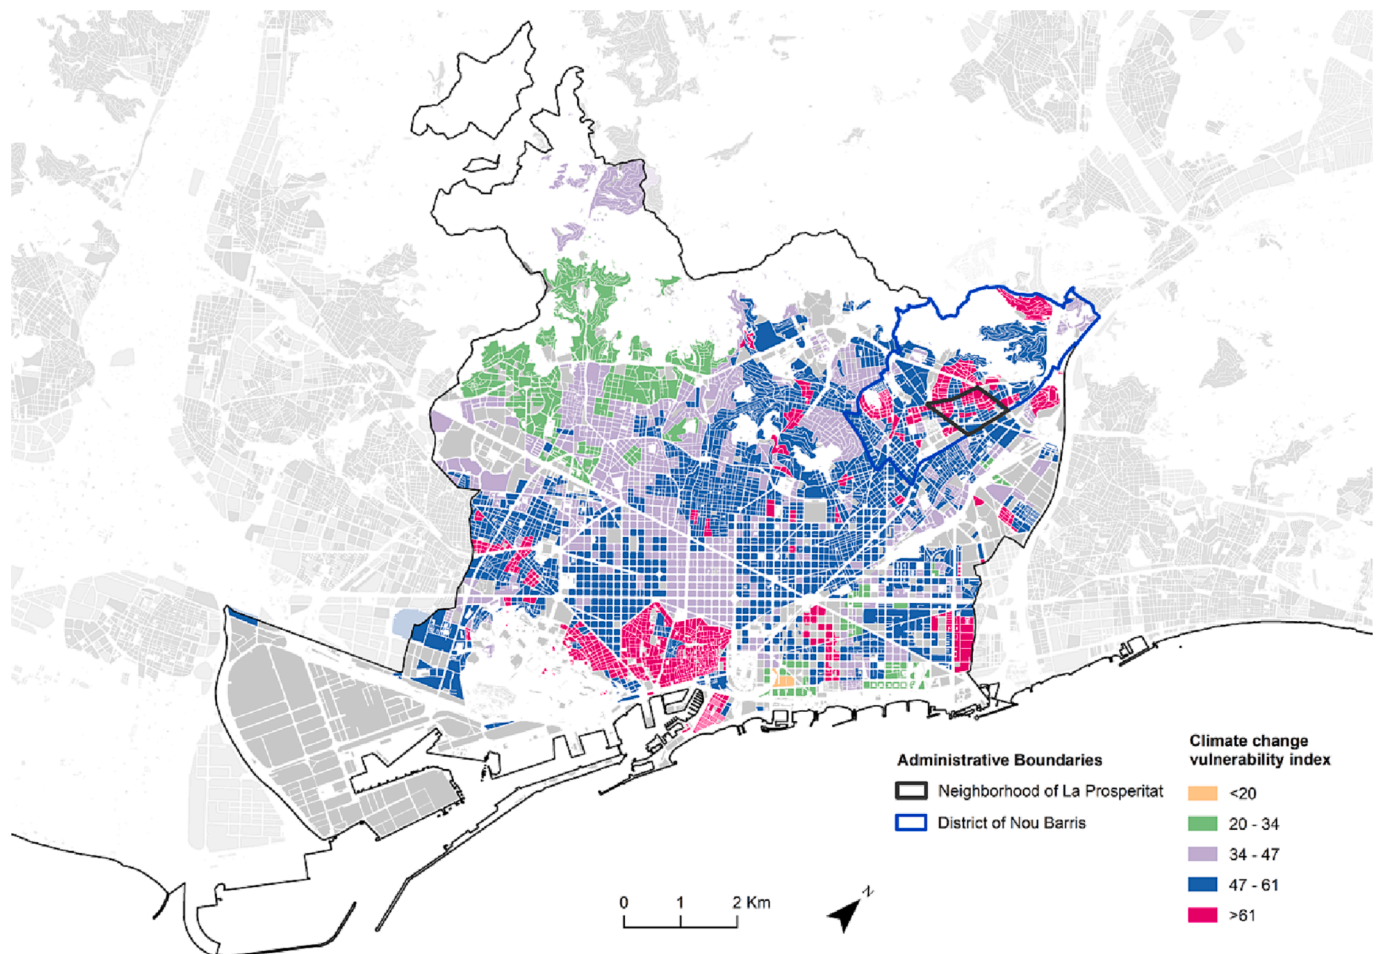 N
Administrative Boundaries
Neighborhood of La Prosperitat
District of Nou Barris
Climate change
vulnerability index
<20
20 - 34
34 - 47
47 - 61
>61
0 1 2 Km